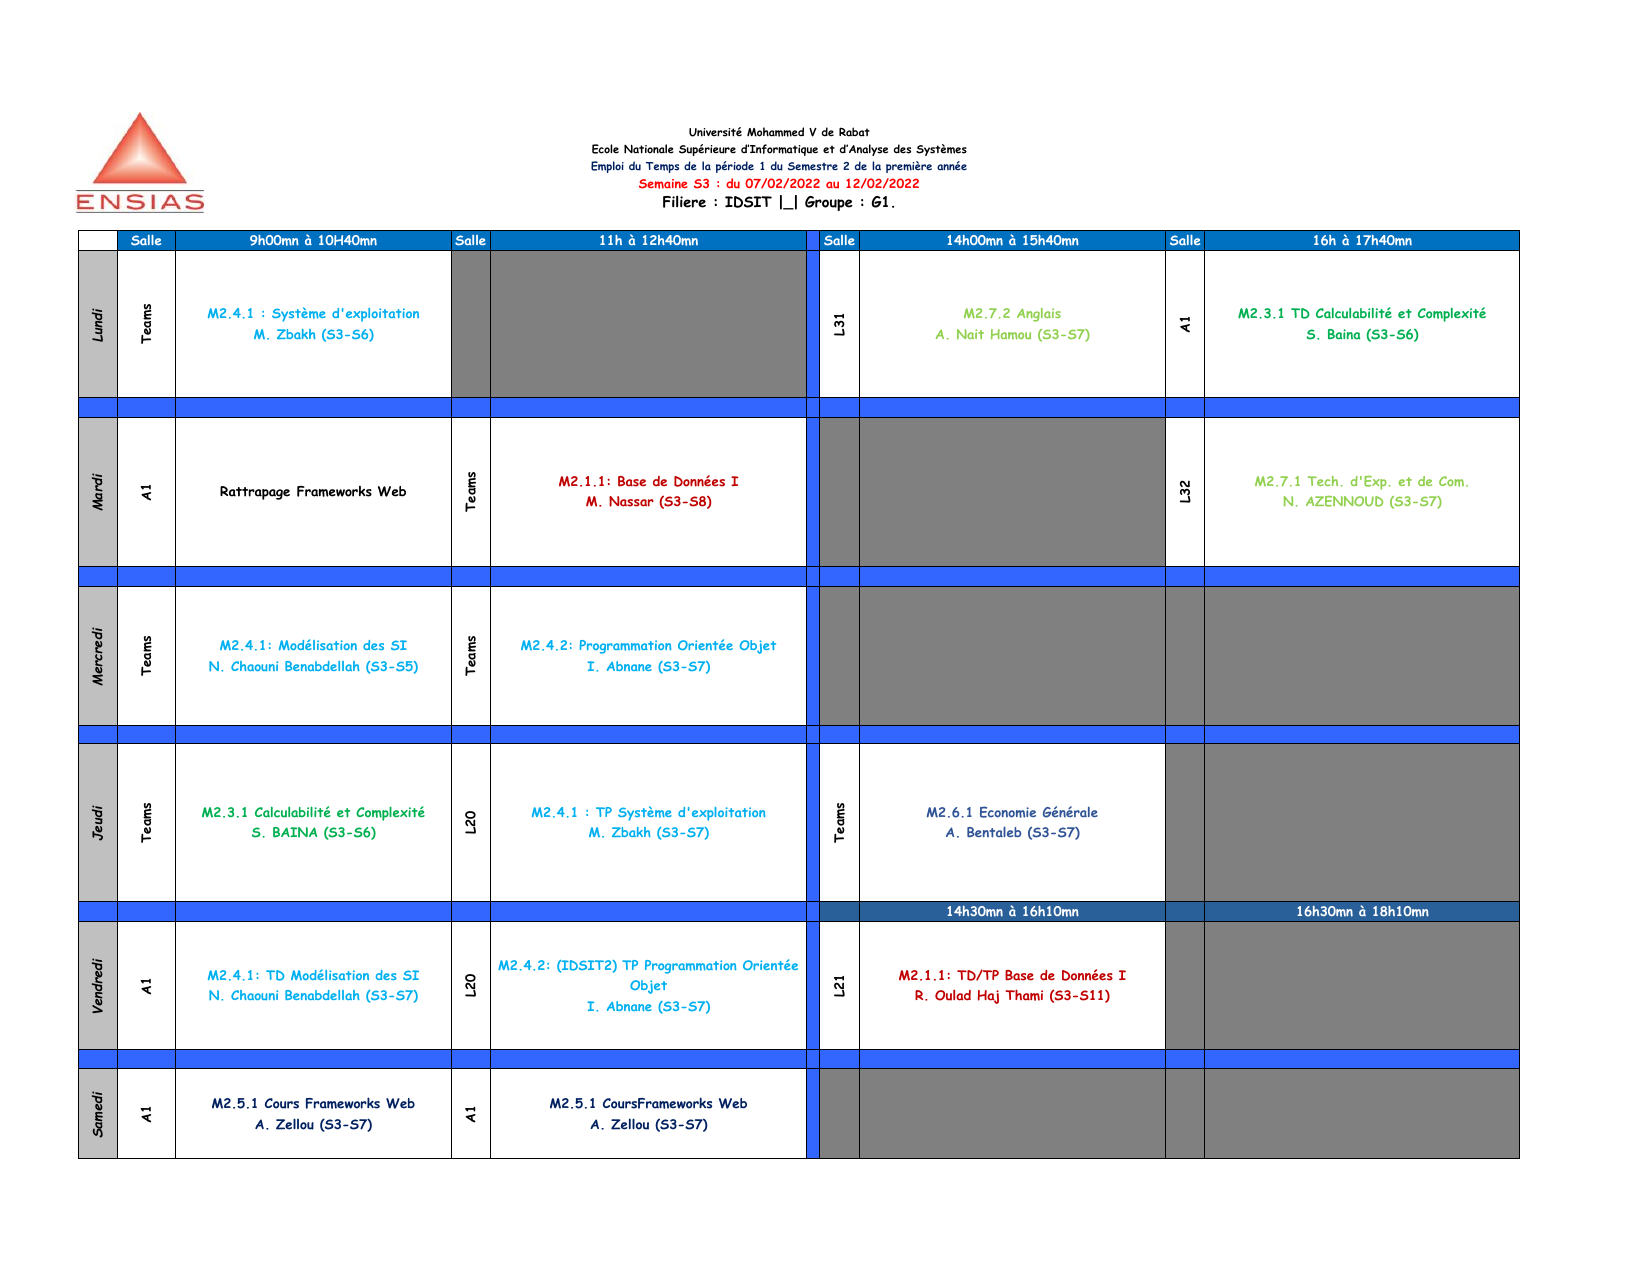 ENSIAS
Université Mohammed V de Rabat
Ecole Nationale Supérieure d’Informatique et d’Analyse des Systèmes
Emploi du Temps de la période 1 du Semestre 2 de la première année
Semaine S3 : du 07/02/2022 au 12/02/2022
Filiere : IDSIT |_| Groupe : G1.
Salle 9h00mn à 10H40mn Salle 11h à 12h40mn Salle 14h00mn à 15h40mn Salle 16h à 17h40mn
Lundi
Teams
M2.4.1 : Système d'exploitation
M. Zbakh (S3-S6)
L31
M2.7.2 Anglais
A. Nait Hamou (S3-S7)
A1
M2.3.1 TD Calculabilité et Complexité
S. Baina (S3-S6)
Mardi
A1
Rattrapage Frameworks Web
Teams
M2.1.1: Base de Données I
M. Nassar (S3-S8)
L32
M2.7.1 Tech. d'Exp. et de Com.
N. AZENNOUD (S3-S7)
Mercredi
Teams
M2.4.1: Modélisation des SI
N. Chaouni Benabdellah (S3-S5)
Teams
M2.4.2: Programmation Orientée Objet
I. Abnane (S3-S7)
Jeudi
Teams
M2.3.1 Calculabilité et Complexité
S. BAINA (S3-S6)
L20
M2.4.1 : TP Système d'exploitation
M. Zbakh (S3-S7)
Teams
M2.6.1 Economie Générale
A. Bentaleb (S3-S7)
14h30mn à 16h10mn 16h30mn à 18h10mn
Vendredi
A1
M2.4.1: TD Modélisation des SI
N. Chaouni Benabdellah (S3-S7)
L20
M2.4.2: (IDSIT2) TP Programmation Orientée
Objet
I. Abnane (S3-S7)
L21
M2.1.1: TD/TP Base de Données I
R. Oulad Haj Thami (S3-S11)
Samedi
A1
M2.5.1 Cours Frameworks Web
A. Zellou (S3-S7)
A1
M2.5.1 CoursFrameworks Web
A. Zellou (S3-S7)